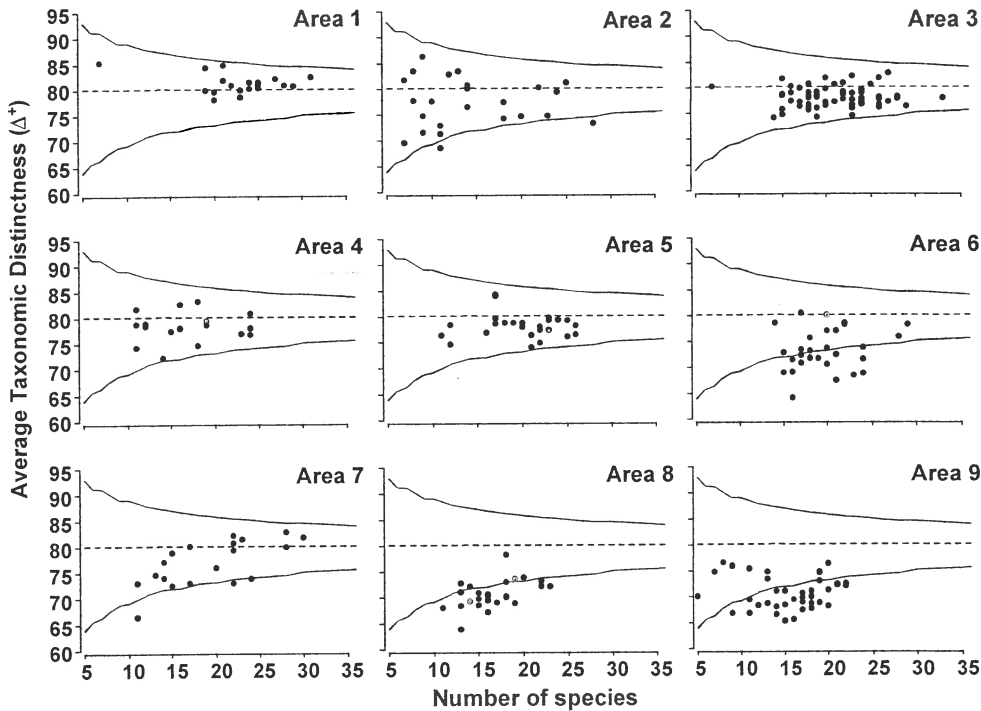 Area 1
Area 2
Area 3
95
90
85
80
75
70
65
60
Area 4
Area 5
Area 6
95
90
85
80
75
70
65
60
Area 7
Area 8
Area 9
95
90
85
80
75
70
65
60
5 10 15 20 25 30 35
5 10 15 20 25 30 35
5 10 15 20 25 30 35
Average Taxonomic Distinctness (Δ⁺)
Number of species